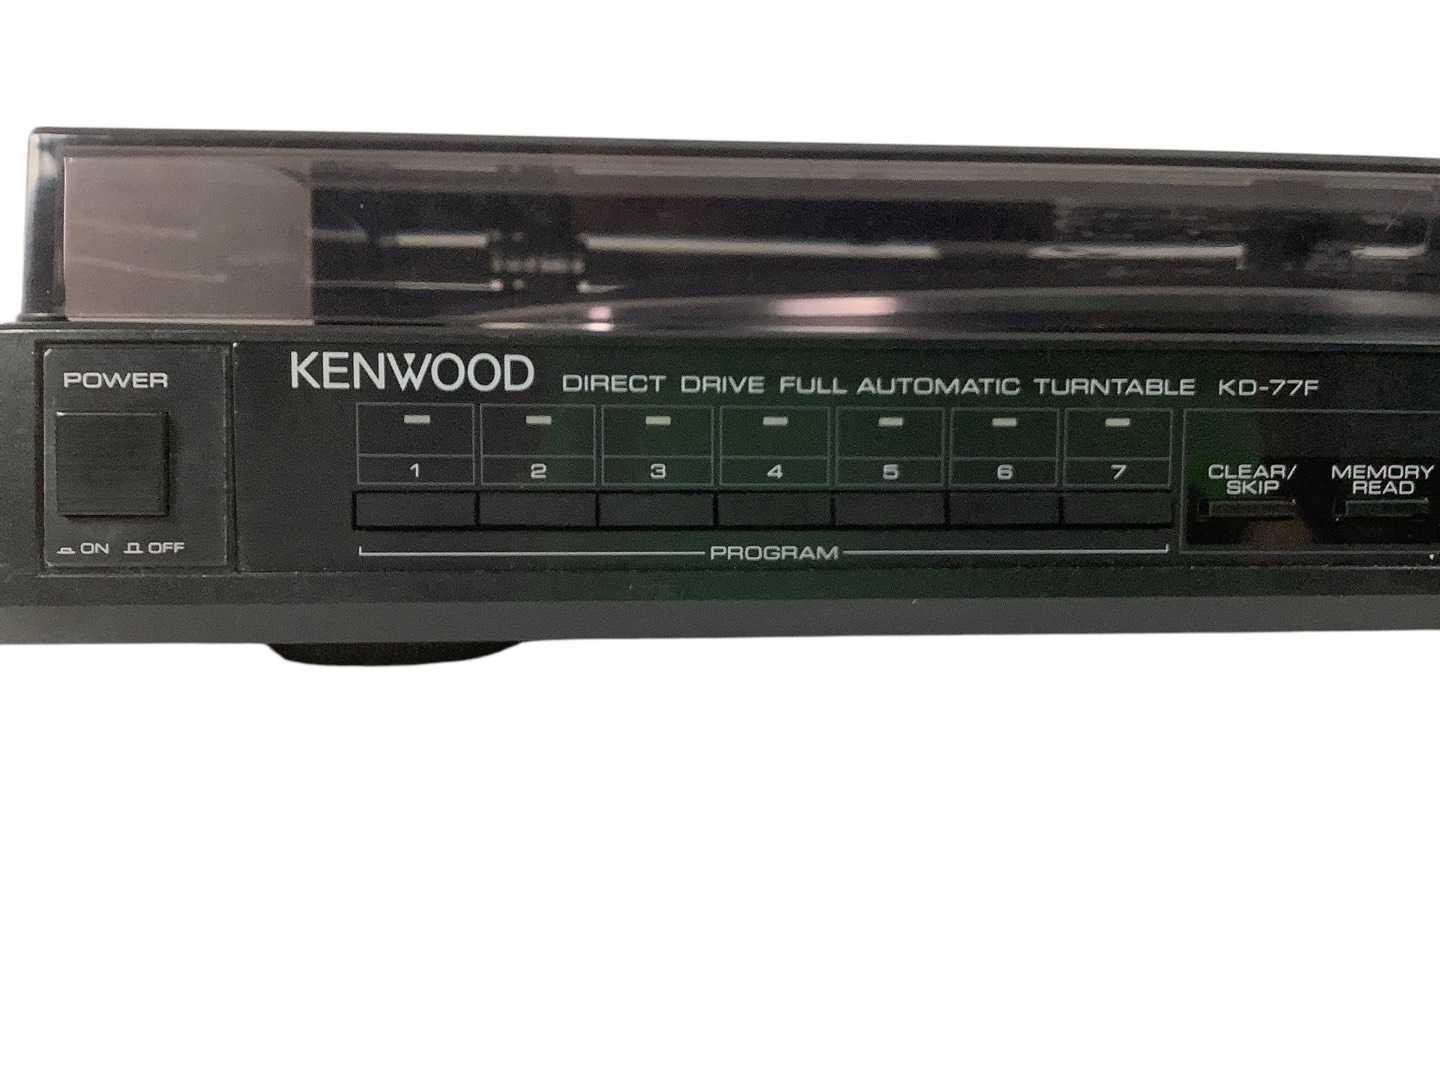 POWER
ON OFF
KENWOOD DIRECT DRIVE FULL AUTOMATIC TURNTABLE KD-77F
1 2 3 4 5 6 7
PROGRAM
CLEAR/
SKIP
MEMORY
READ